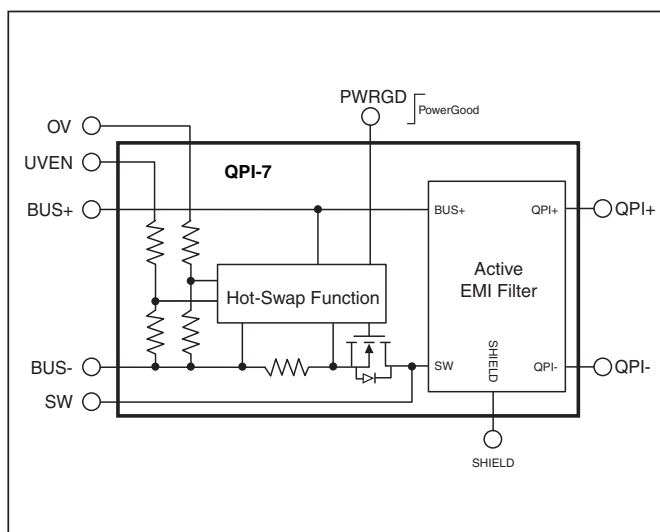 PWRGD
PowerGood
OV
UVEN
QPI-7
BUS+
BUS+
QPI+
QPI+
Active
EMI Filter
Hot-Swap Function
SHIELD
BUS-
SW
QPI-
QPI-
SW
SHIELD